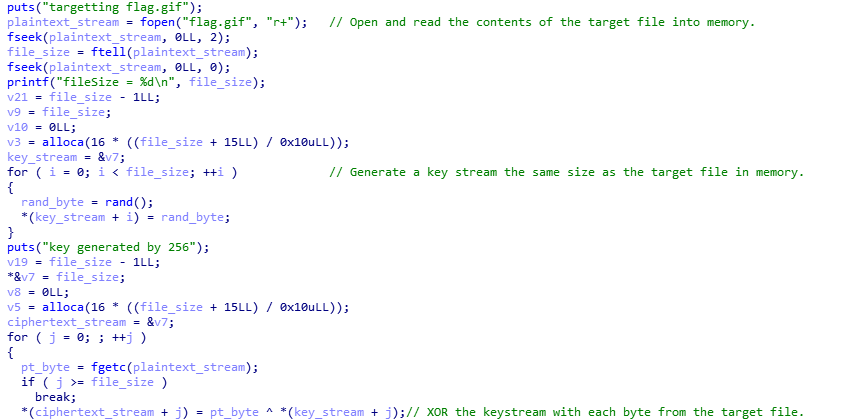 puts("targetting flag.gif");
plaintext_stream = fopen("flag.gif", "r+"); // Open and read the contents of the target file into memory.
fseek(plaintext_stream, 0LL, 2);
file_size = ftell(plaintext_stream);
fseek(plaintext_stream, 0LL, 0);
printf("fileSize = %d\n", file_size);
v21 = file_size - 1LL;
v9 = file_size;
v10 = 0LL;
v3 = alloca(16 * ((file_size + 15LL) / 0x10uLL));
key_stream = &v7;
for ( i = 0; i < file_size; ++i ) // Generate a key stream the same size as the target file in memory.
{
  rand_byte = rand();
  *(key_stream + i) = rand_byte;
}
puts("key generated by 256");
v19 = file_size - 1LL;
*&v7 = file_size;
v8 = 0LL;
v5 = alloca(16 * ((file_size + 15LL) / 0x10uLL));
ciphertext_stream = &v7;
for ( j = 0; ; ++j )
{
  pt_byte = fgetc(plaintext_stream);
  if ( j >= file_size )
    break;
  *(ciphertext_stream + j) = pt_byte ^ *(key_stream + j);// XOR the keystream with each byte from the target file.